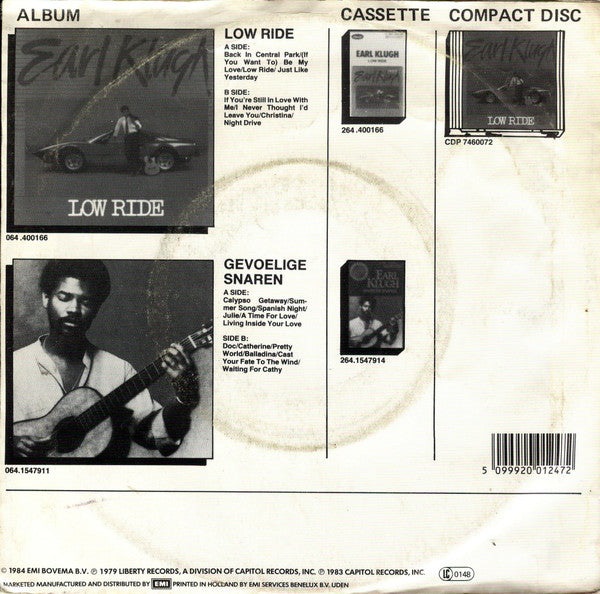 ALBUM
CASSETTE
COMPACT DISC
Earl Klugh
LOW RIDE
064 .400166
LOW RIDE
A SIDE:
Back In Central Park/(If
You Want To) Be My
Love/Low Ride/ Just Like
Yesterday
B SIDE:
If You're Still In Love With
Me/I Never Thought I'd
Leave You/Christina/
Night Drive
EARL KLUGH
LOW RIDE
Earl Klugh
264 .400166
Earl Klugh
LOW RIDE
CDP 7460072
064.1547911
GEVOELIGE
SNAREN
A SIDE:
Calypso Getaway/Sum-
mer Song/Spanish Night/
Julie/A Time For Love/
Living Inside Your Love
SIDE B:
Doc/Catherine/Pretty
World/Balladina/Cast
Your Fate To The Wind/
Waiting For Cathy
EARL
KLUGH
264.1547914
5 099920 012472
© 1984 EMI BOVEMA B.V. ℗ 1979 LIBERTY RECORDS, A DIVISION OF CAPITOL RECORDS, INC. ℗ 1983 CAPITOL RECORDS, INC.
MARKETED MANUFACTURED AND DISTRIBUTED BY EMI PRINTED IN HOLLAND BY EMI SERVICES BENELUX B.V. UDEN
LC 0148